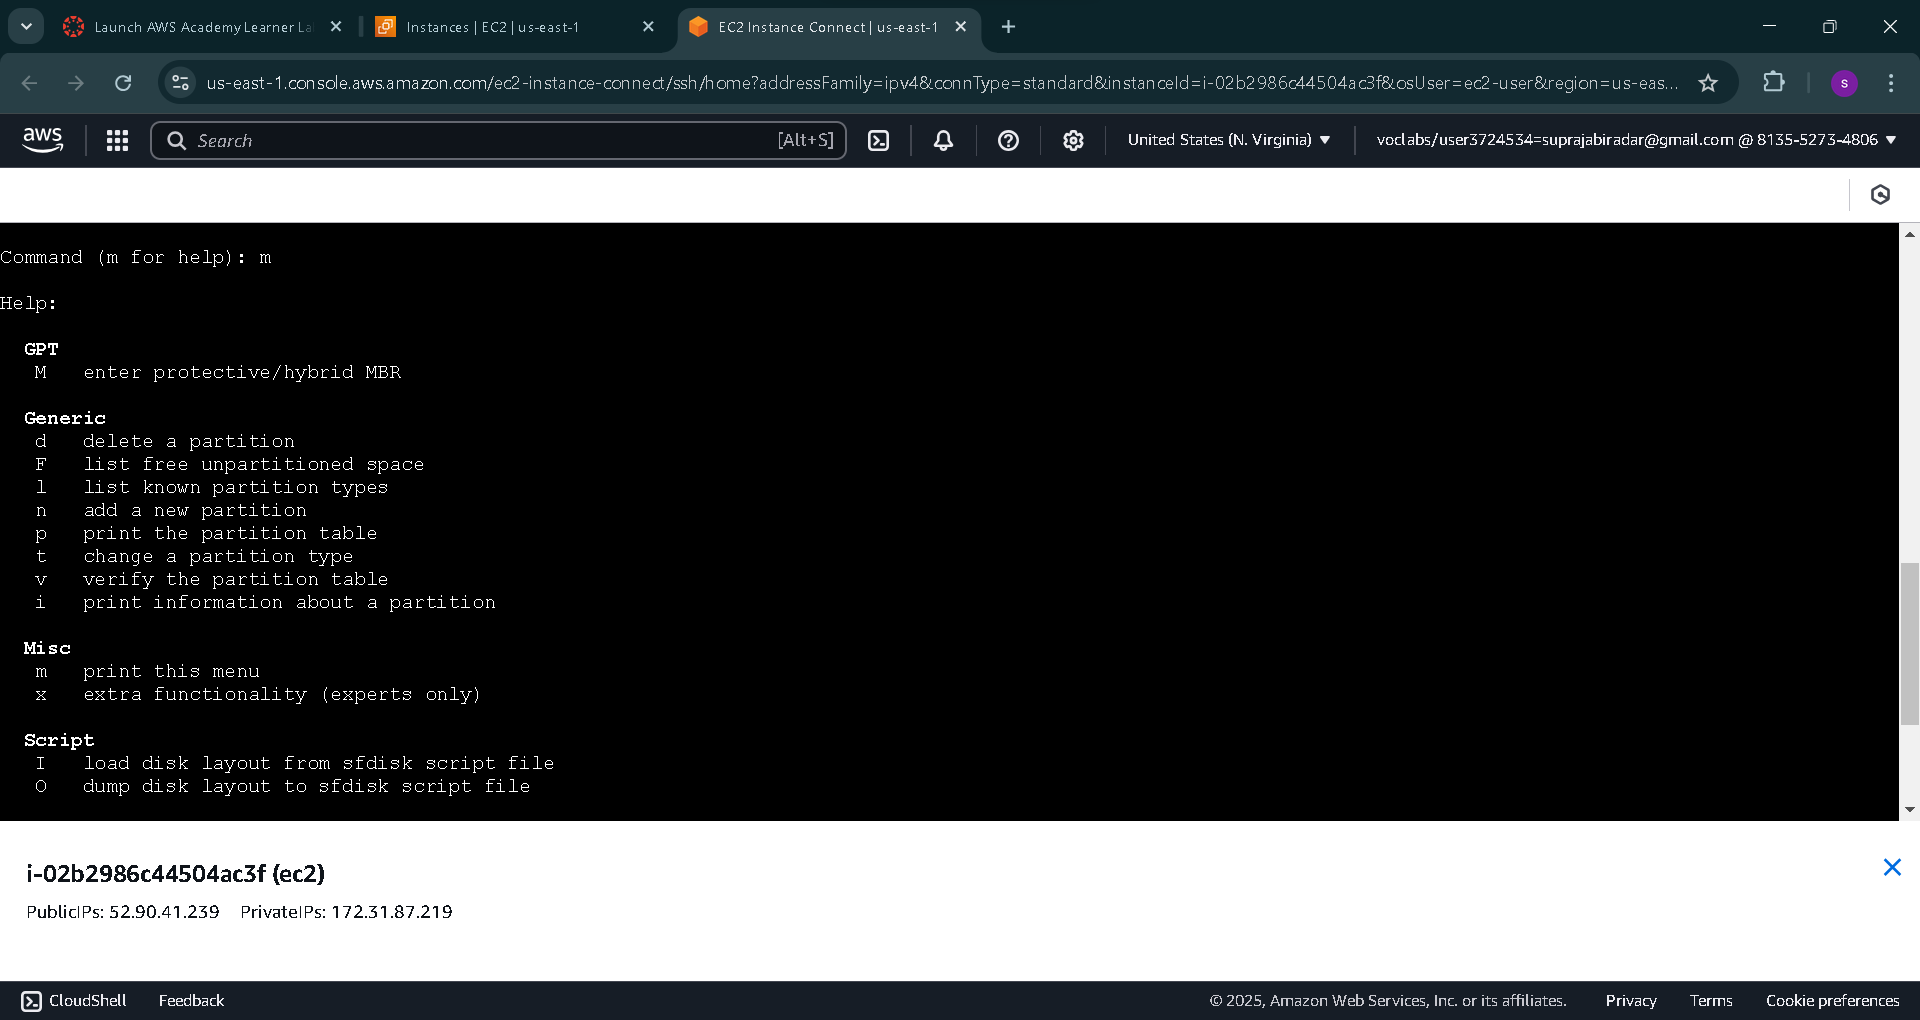 Launch AWS Academy Learner La
Instances | EC2 | us-east-1
EC2 Instance Connect | us-east-1
us-east-1.console.aws.amazon.com/ec2-instance-connect/ssh/home?addressFamily=ipv4&connType=standard&instanceId=i-02b2986c44504ac3f&osUser=ec2-user&region=us-eas...
s
aws
Search
[Alt+S]
United States (N. Virginia)
voclabs/user3724534=suprajabiradar@gmail.com @ 8135-5273-4806
Command (m for help): m
Help:
GPT
M enter protective/hybrid MBR
Generic
d delete a partition
F list free unpartitioned space
l list known partition types
n add a new partition
p print the partition table
t change a partition type
v verify the partition table
i print information about a partition
Misc
m print this menu
x extra functionality (experts only)
Script
I load disk layout from sfdisk script file
O dump disk layout to sfdisk script file
i-02b2986c44504ac3f (ec2)
PublicIPs: 52.90.41.239 PrivateIPs: 172.31.87.219
CloudShell Feedback
© 2025, Amazon Web Services, Inc. or its affiliates. Privacy Terms Cookie preferences